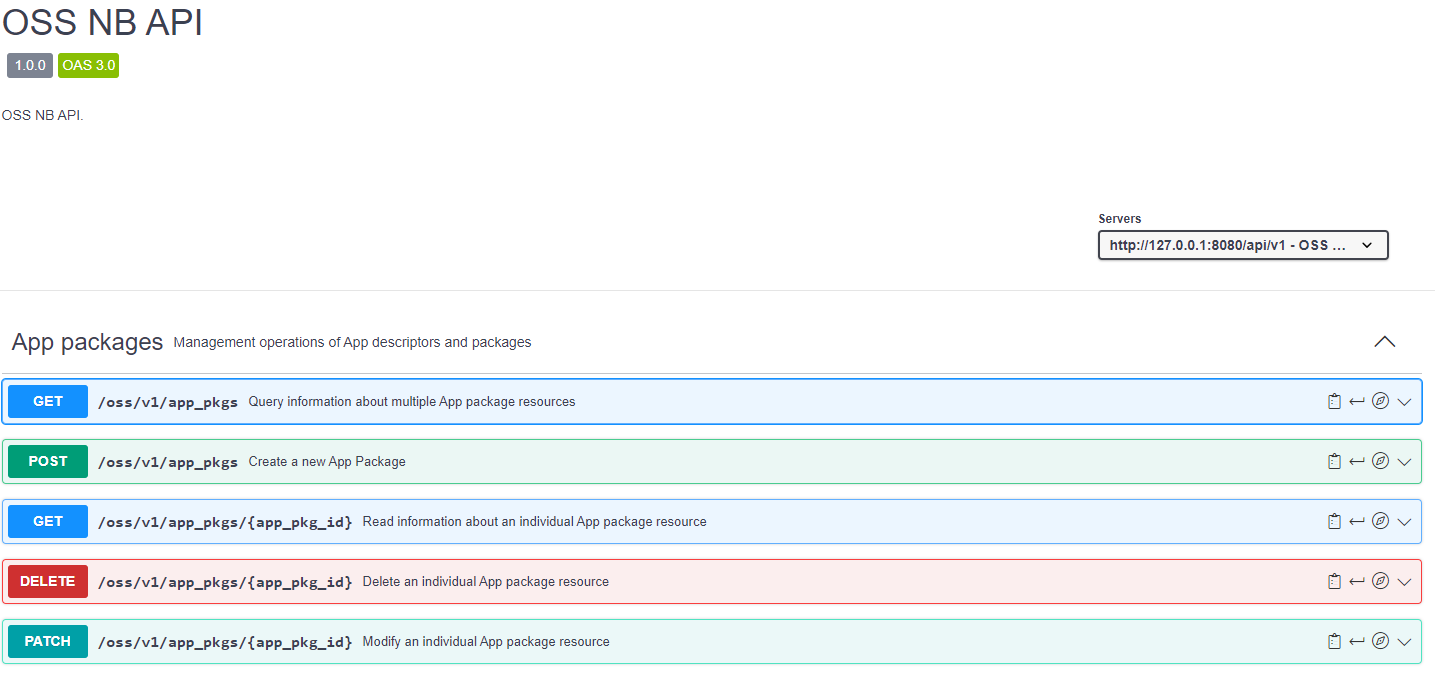 OSS NB API
1.0.0 OAS 3.0
OSS NB API.
Servers
http://127.0.0.1:8080/api/v1 - OSS ...
App packages Management operations of App descriptors and packages
GET /oss/v1/app_pkgs Query information about multiple App package resources
POST /oss/v1/app_pkgs Create a new App Package
GET /oss/v1/app_pkgs/{app_pkg_id} Read information about an individual App package resource
DELETE /oss/v1/app_pkgs/{app_pkg_id} Delete an individual App package resource
PATCH /oss/v1/app_pkgs/{app_pkg_id} Modify an individual App package resource